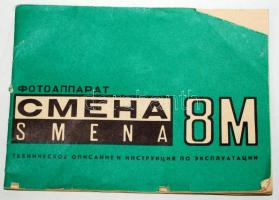 ФОТОАППАРАТ
СМЕНА
SMENA
8М
ТЕХНИЧЕСКОЕ ОПИСАНИЕ И ИНСТРУКЦИЯ ПО ЭКСПЛУАТАЦИИ